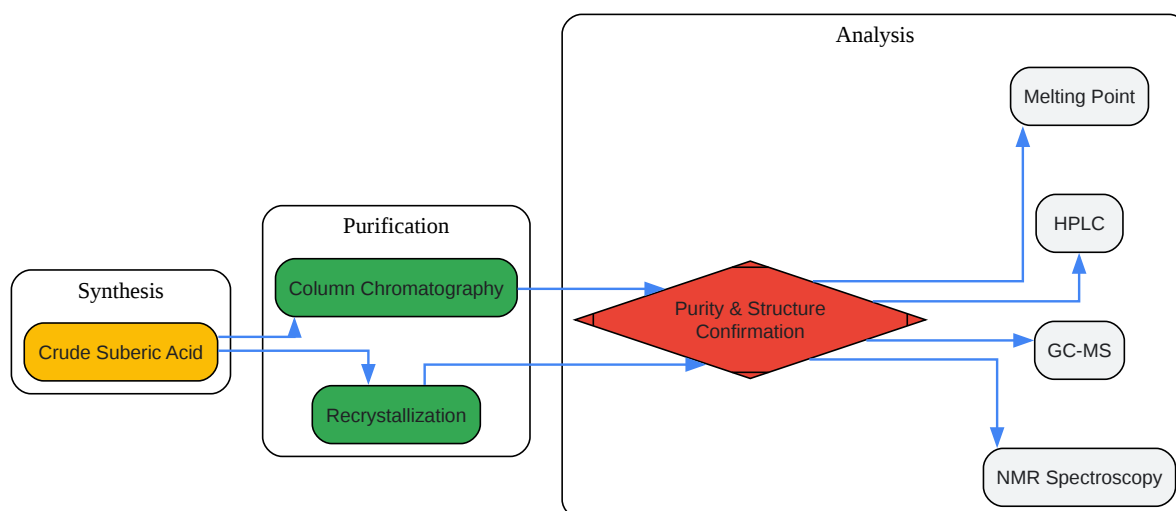 Synthesis
Crude Suberic Acid
Purification
Column Chromatography
Recrystallization
Analysis
Purity & Structure
Confirmation
Melting Point
HPLC
GC-MS
NMR Spectroscopy